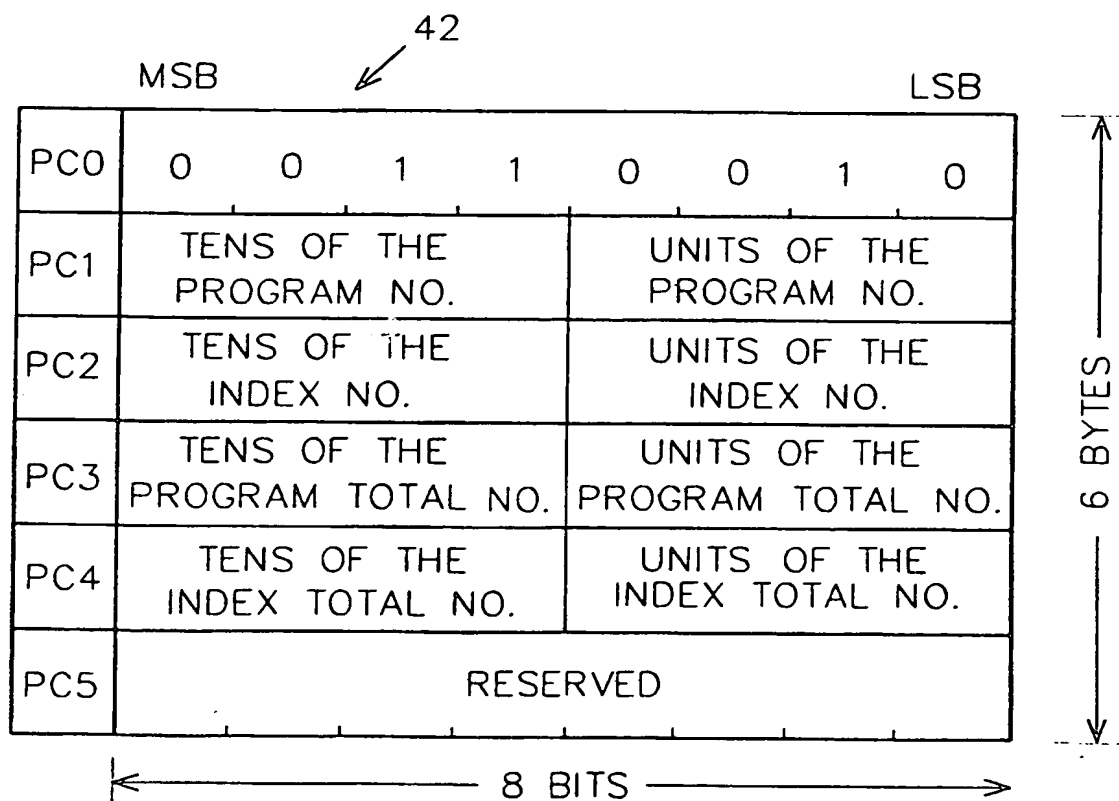 42
MSB LSB
PC0 0 0 1 1 0 0 1 0
PC1 TENS OF THE PROGRAM NO. UNITS OF THE PROGRAM NO.
PC2 TENS OF THE INDEX NO. UNITS OF THE INDEX NO.
PC3 TENS OF THE PROGRAM TOTAL NO. UNITS OF THE PROGRAM TOTAL NO.
PC4 TENS OF THE INDEX TOTAL NO. UNITS OF THE INDEX TOTAL NO.
PC5 RESERVED
6 BYTES
8 BITS